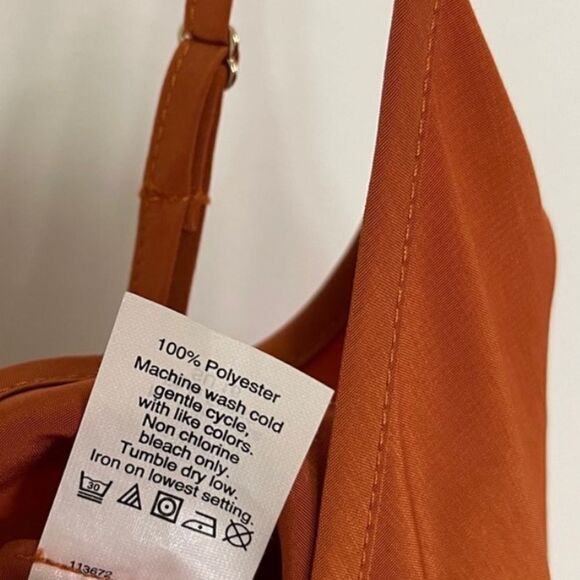 100% Polyester
Machine wash cold
gentle cycle,
with like colors.
Non chlorine
bleach only.
Tumble dry low.
Iron on lowest setting.
30
113672